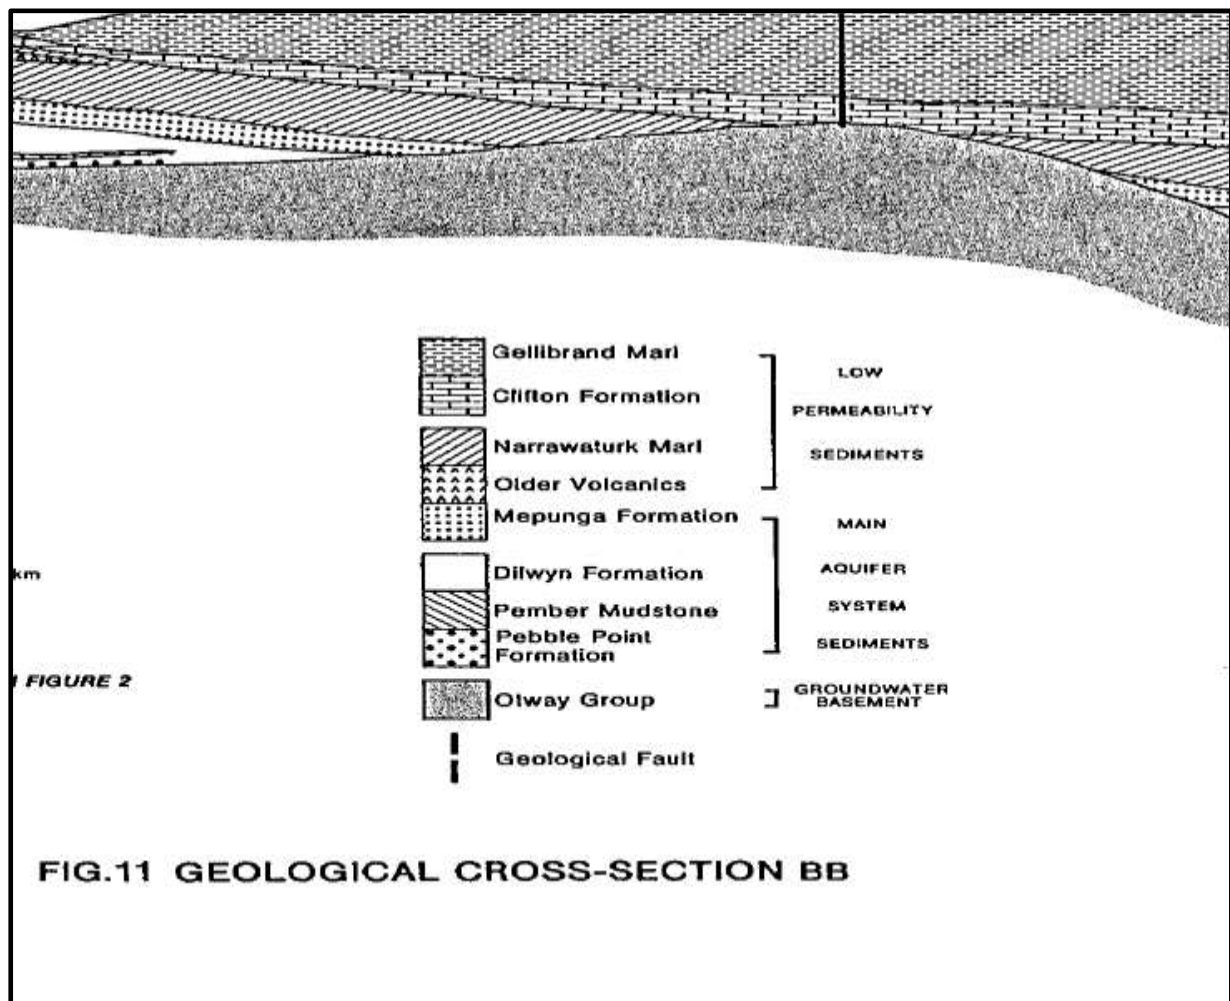 Gellibrand Marl
Clifton Formation
Narrawaturk Marl
Older Volcanics
Mepunga Formation
Dilwyn Formation
Pember Mudstone
Pebble Point
Formation
Otway Group
Geological Fault
LOW
PERMEABILITY
SEDIMENTS
MAIN
AQUIFER
SYSTEM
SEDIMENTS
GROUNDWATER
BASEMENT
km
FIGURE 2
FIG.11 GEOLOGICAL CROSS-SECTION BB